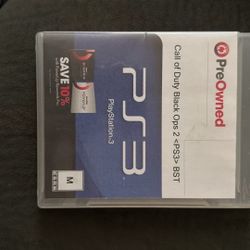 PreOwned
Call of Duty Black Ops 2 <PS3> BST
PS3
PlayStation®3
SAVE 10%
M